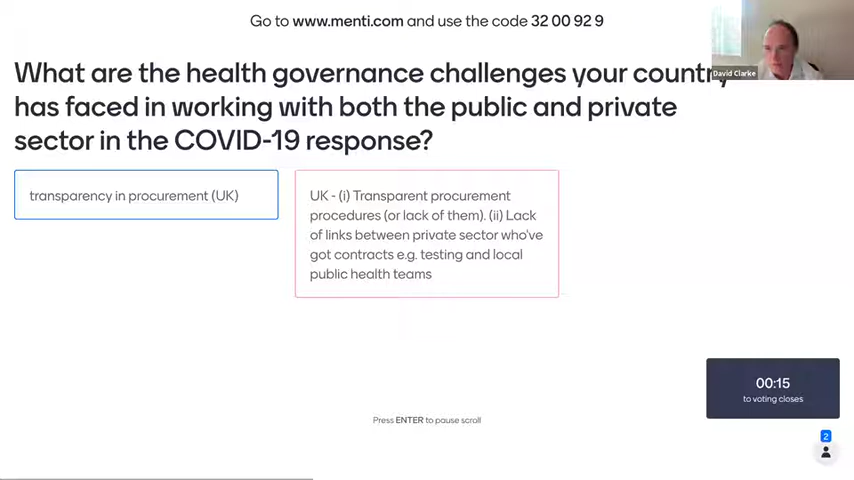 Go to www.menti.com and use the code 32 00 92 9
What are the health governance challenges your country
has faced in working with both the public and private
sector in the COVID-19 response?
David Clarke
transparency in procurement (UK)
UK - (i) Transparent procurement
procedures (or lack of them). (ii) Lack
of links between private sector who've
got contracts e.g. testing and local
public health teams
00:15
to voting closes
Press ENTER to pause scroll
2